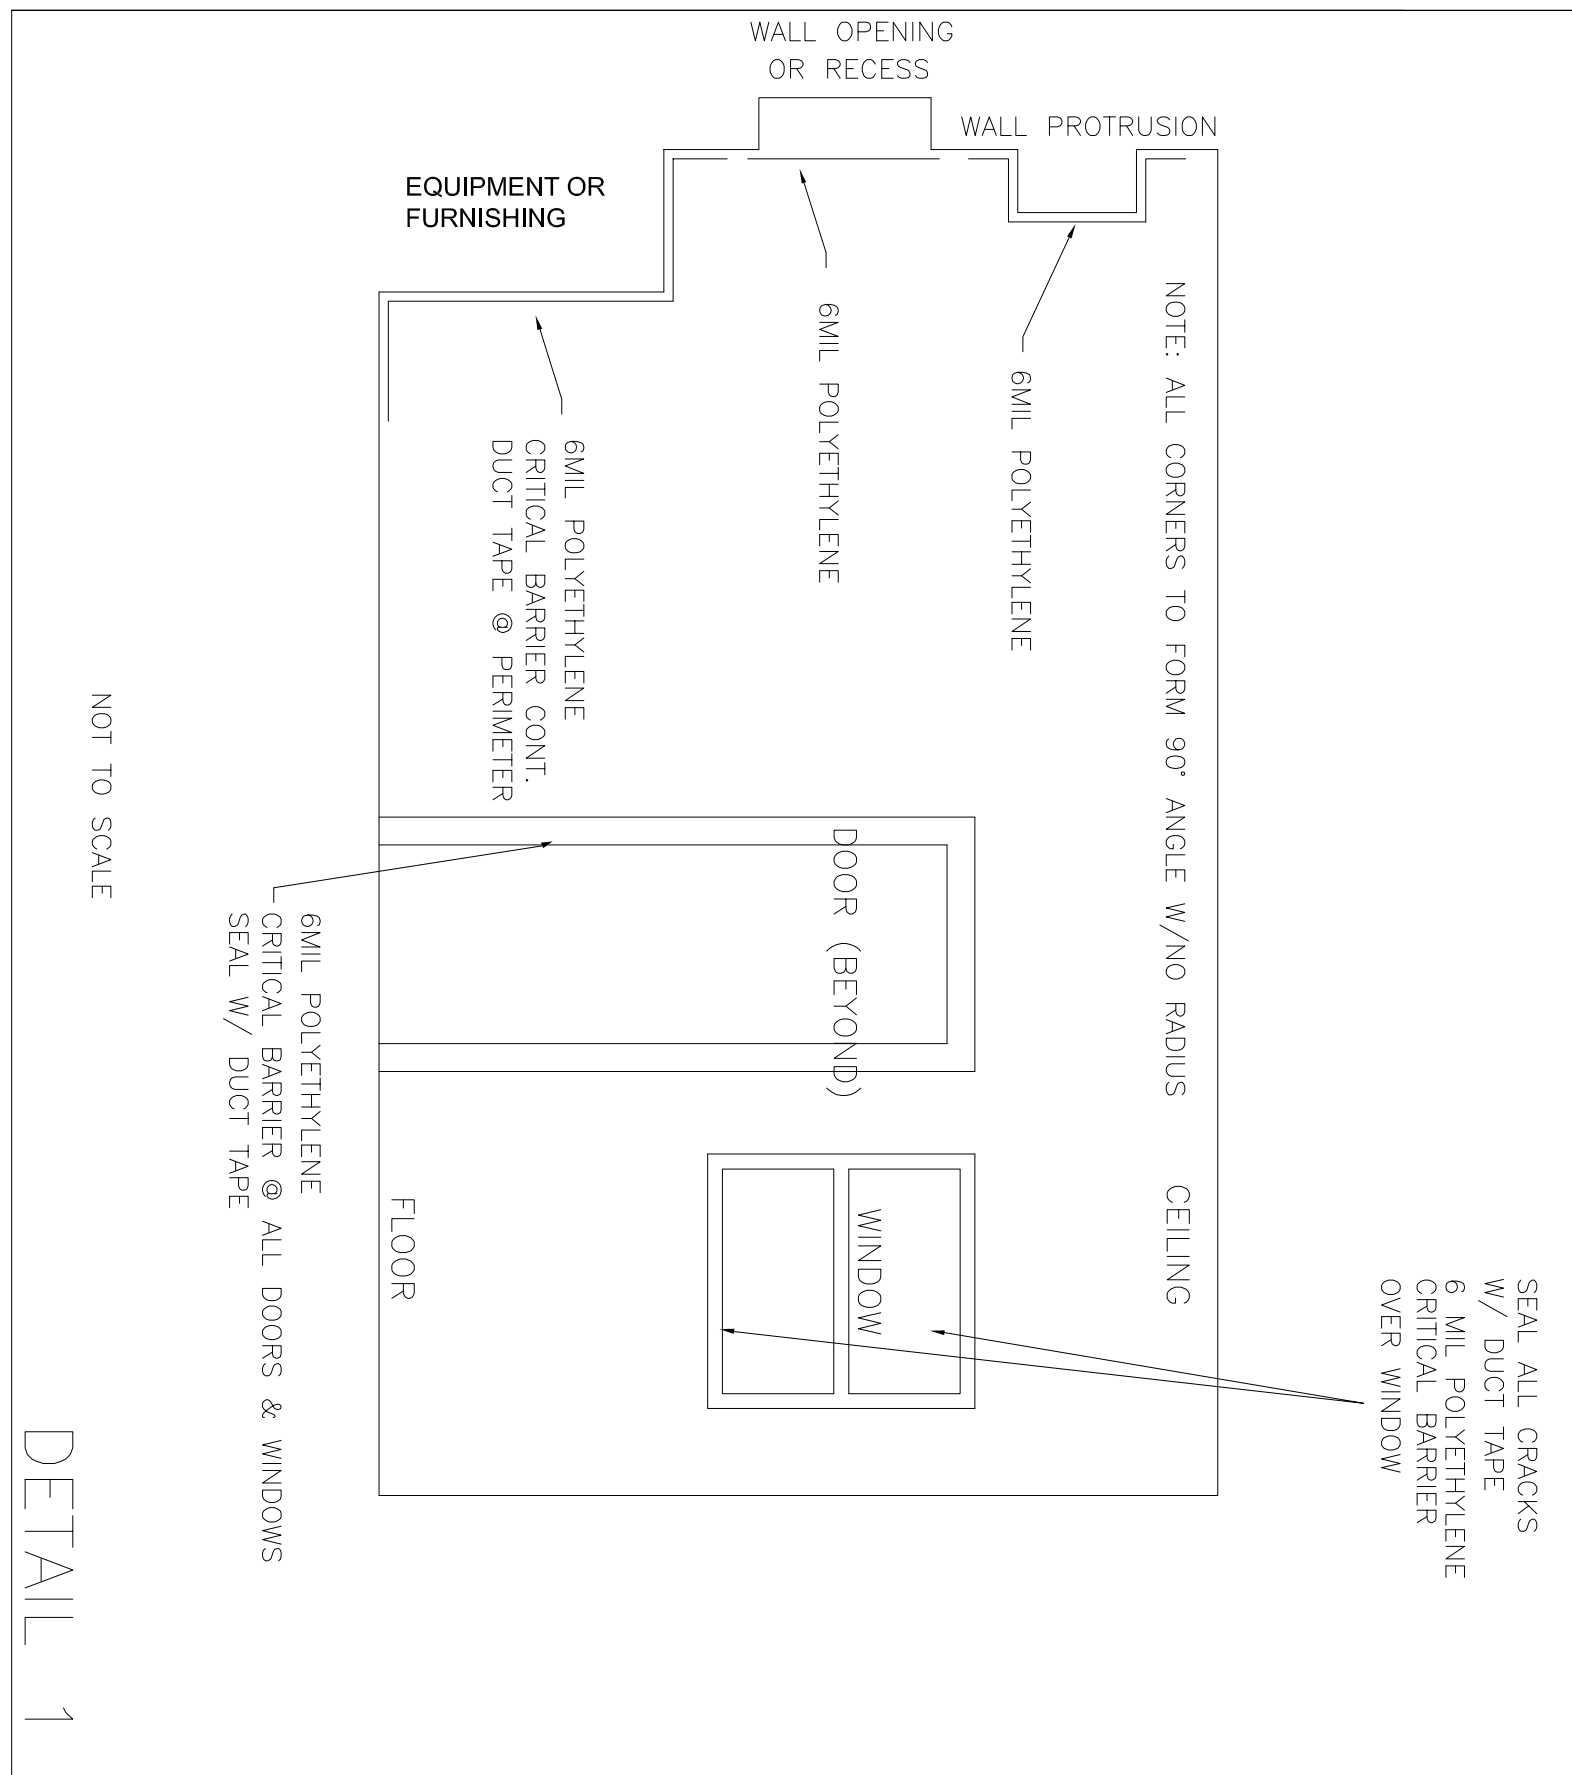 WALL OPENING
OR RECESS
WALL PROTRUSION
EQUIPMENT OR
FURNISHING
SEAL ALL CRACKS
W/ DUCT TAPE
6 MIL POLYETHYLENE
CRITICAL BARRIER
OVER WINDOW
CEILING
NOTE: ALL CORNERS TO FORM 90° ANGLE W/NO RADIUS
6MIL POLYETHYLENE
6MIL POLYETHYLENE
WINDOW
DOOR (BEYOND)
6MIL POLYETHYLENE
CRITICAL BARRIER CONT.
DUCT TAPE @ PERIMETER
FLOOR
6MIL POLYETHYLENE
CRITICAL BARRIER @ ALL DOORS & WINDOWS
SEAL W/ DUCT TAPE
NOT TO SCALE
DETAIL 1